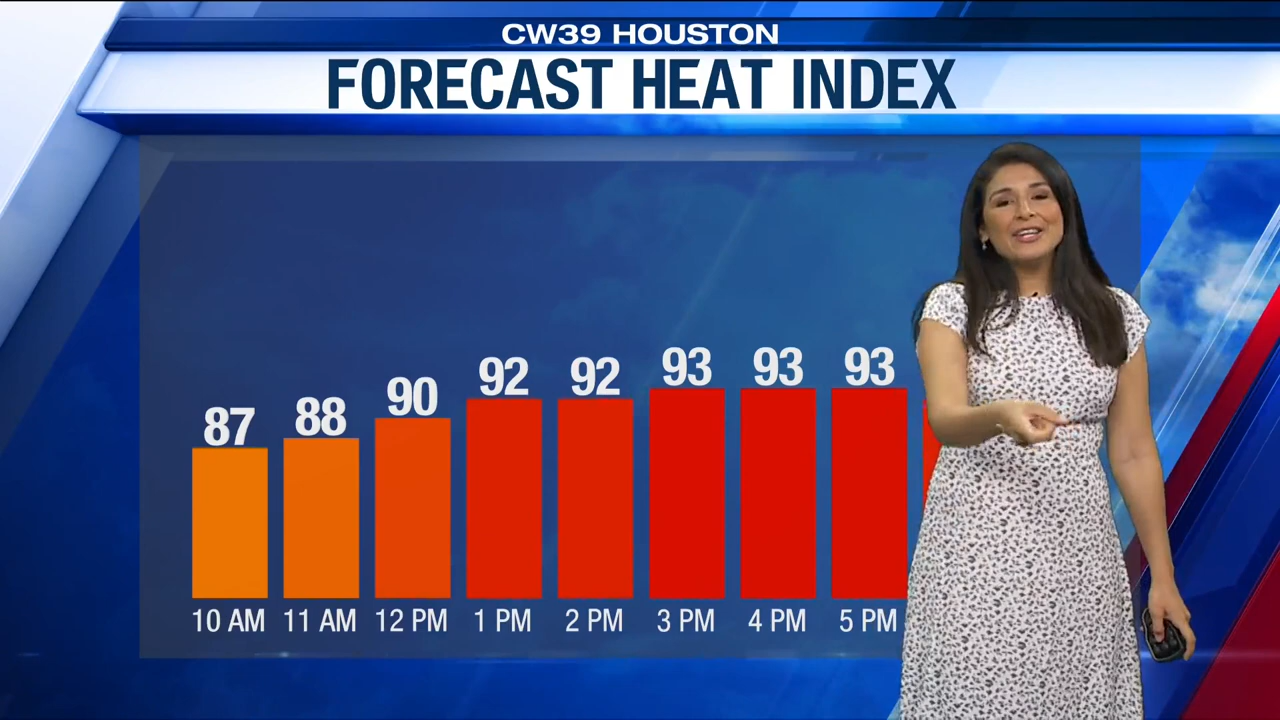 CW39 HOUSTON
FORECAST HEAT INDEX
87 88 90 92 92 93 93 93
10 AM 11 AM 12 PM 1 PM 2 PM 3 PM 4 PM 5 PM